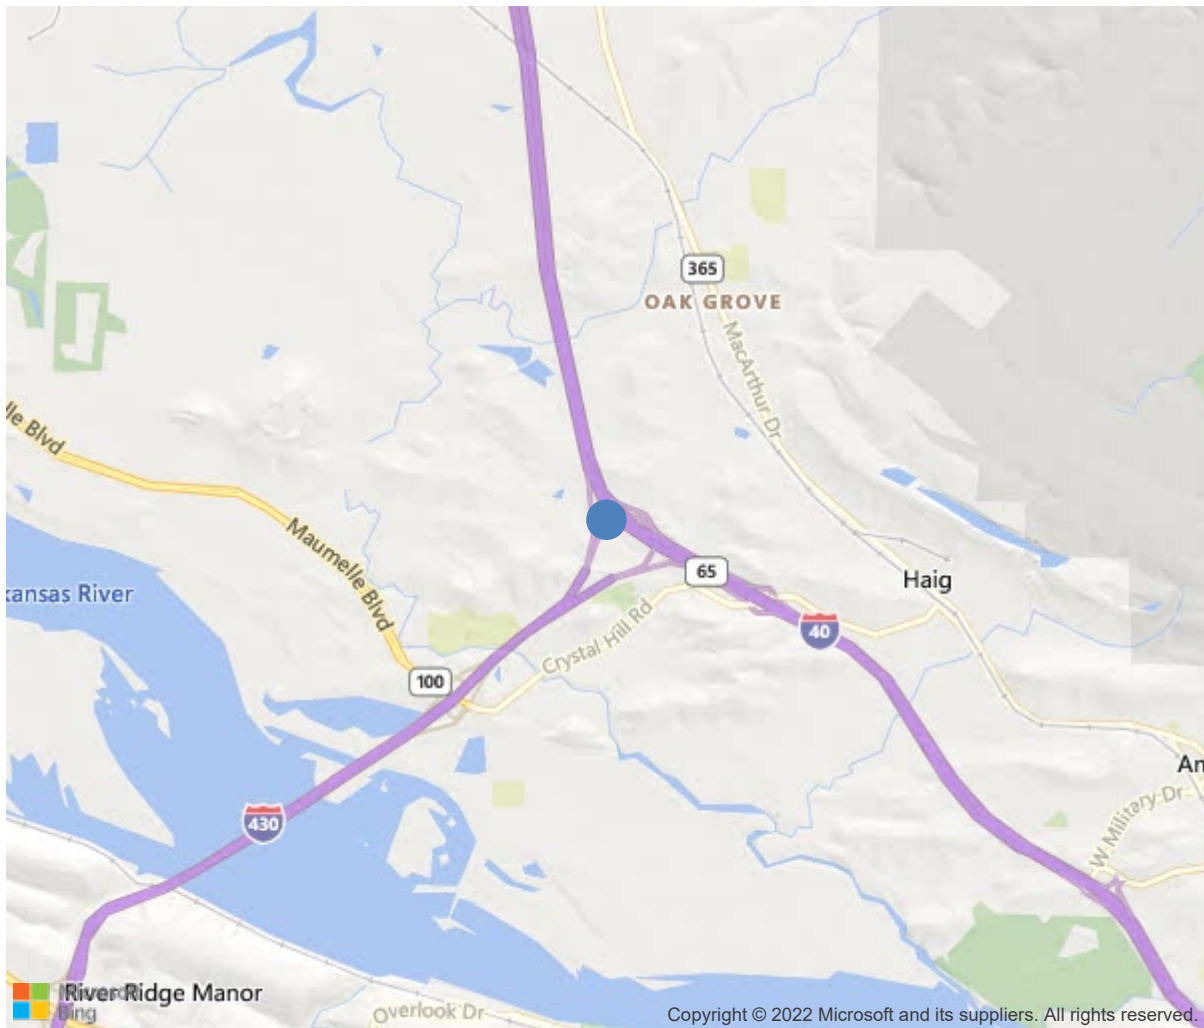 365
OAK GROVE
MacArthur Dr
lle Blvd
Maumelle Blvd
65
Haig
kansas River
40
Crystal Hill Rd
100
An
W Military Dr
430
River Ridge Manor
Bing
Overlook Dr
Copyright © 2022 Microsoft and its suppliers. All rights reserved.